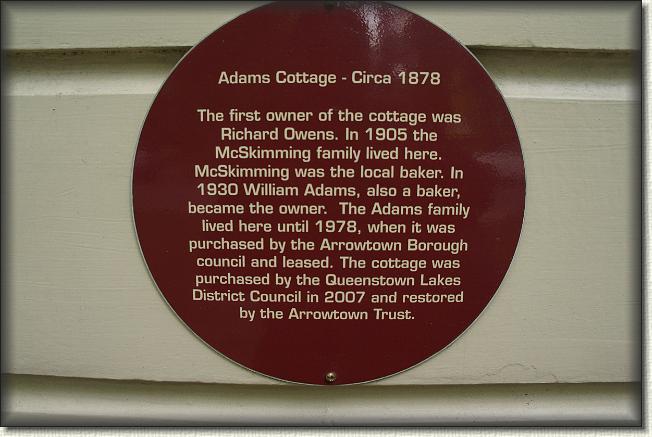 Adams Cottage - Circa 1878
The first owner of the cottage was
Richard Owens. In 1905 the
McSkimming family lived here.
McSkimming was the local baker. In
1930 William Adams, also a baker,
became the owner. The Adams family
lived here until 1978, when it was
purchased by the Arrowtown Borough
council and leased. The cottage was
purchased by the Queenstown Lakes
District Council in 2007 and restored
by the Arrowtown Trust.